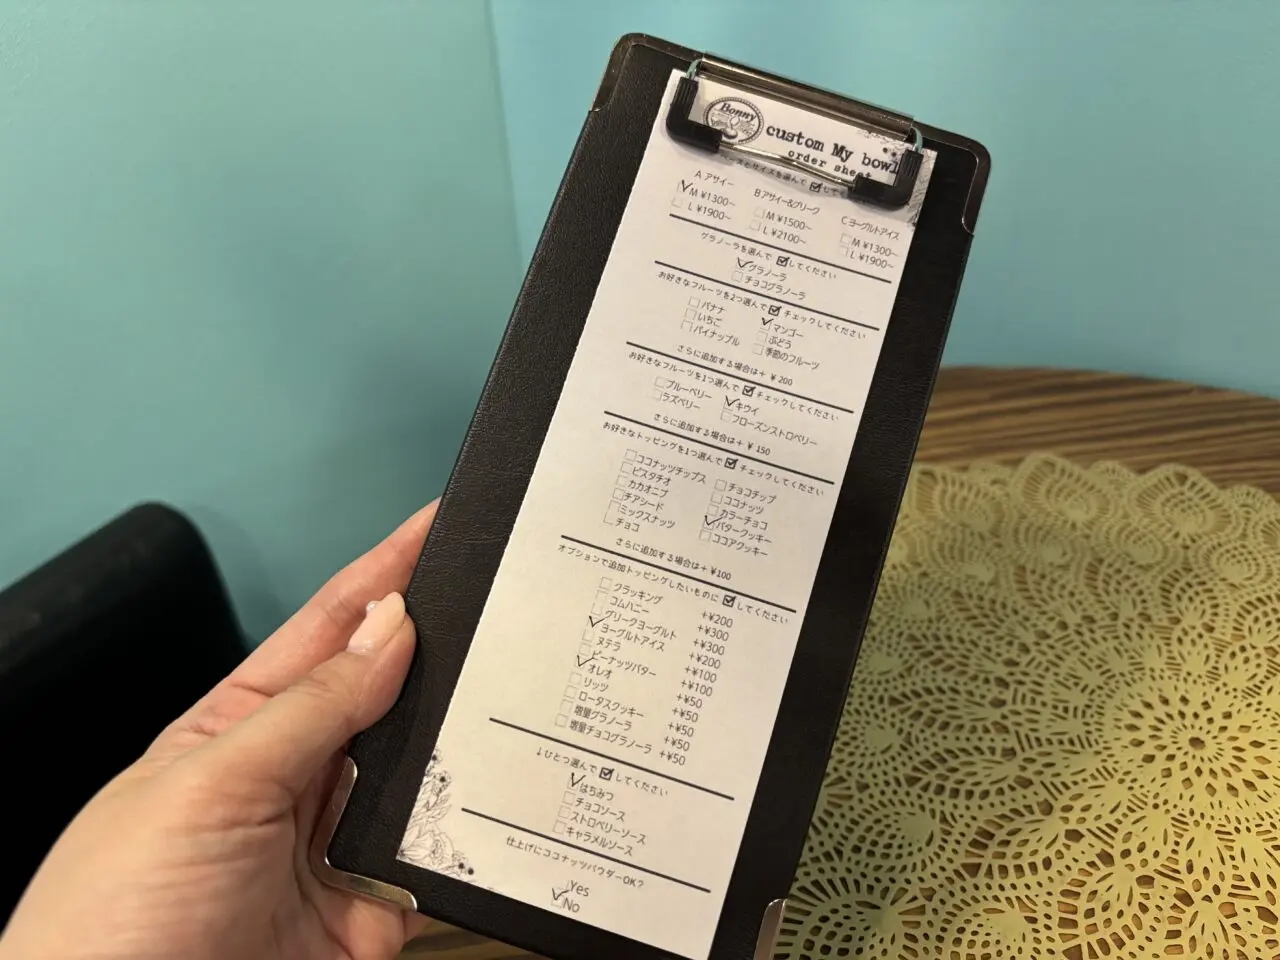 Bonny
custom My bowl
order sheet
ベースとサイズを選んで☑して
A アサイー
☑M ¥1300~
☐L ¥1900~
B アサイー&グリーク
☐M ¥1500~
☐L ¥2100~
C ヨーグルトアイス
☐M ¥1300~
☐L ¥1900~
グラノーラを選んで☑してください
☑グラノーラ
☐チョコグラノーラ
お好きなフルーツを2つ選んで☑チェックしてください
☐バナナ
☐いちご
☐パイナップル
☑マンゴー
☐ぶどう
☐季節のフルーツ
さらに追加する場合は+ ¥200
お好きなフルーツを1つ選んで☑チェックしてください
☐ブルーベリー
☐ラズベリー
☑キウイ
☐フローズンストロベリー
さらに追加する場合は+ ¥150
お好きなトッピングを1つ選んで☑チェックしてください
☐ココナッツチップス
☐ピスタチオ
☐カカオニブ
☐チアシード
☐ミックスナッツ
☐チョコ
☐チョコチップ
☐ココナッツ
☐カラーチョコ
☑バタークッキー
☐ココアクッキー
さらに追加する場合は+ ¥100
オプションで追加トッピングしたいものに☑してください
☐クラッキング +¥200
☐コムハニー +¥300
☐グリークヨーグルト +¥300
☑ヨーグルトアイス +¥200
☐ヌテラ +¥100
☐ピーナッツバター +¥100
☑オレオ +¥50
☐リッツ +¥50
☐ロータスクッキー +¥50
☐増量グラノーラ +¥50
☐増量チョコグラノーラ +¥50
↓ひとつ選んで☑してください
☑はちみつ
☐チョコソース
☐ストロベリーソース
☐キャラメルソース
仕上げにココナッツパウダーOK?
☐Yes
☑No